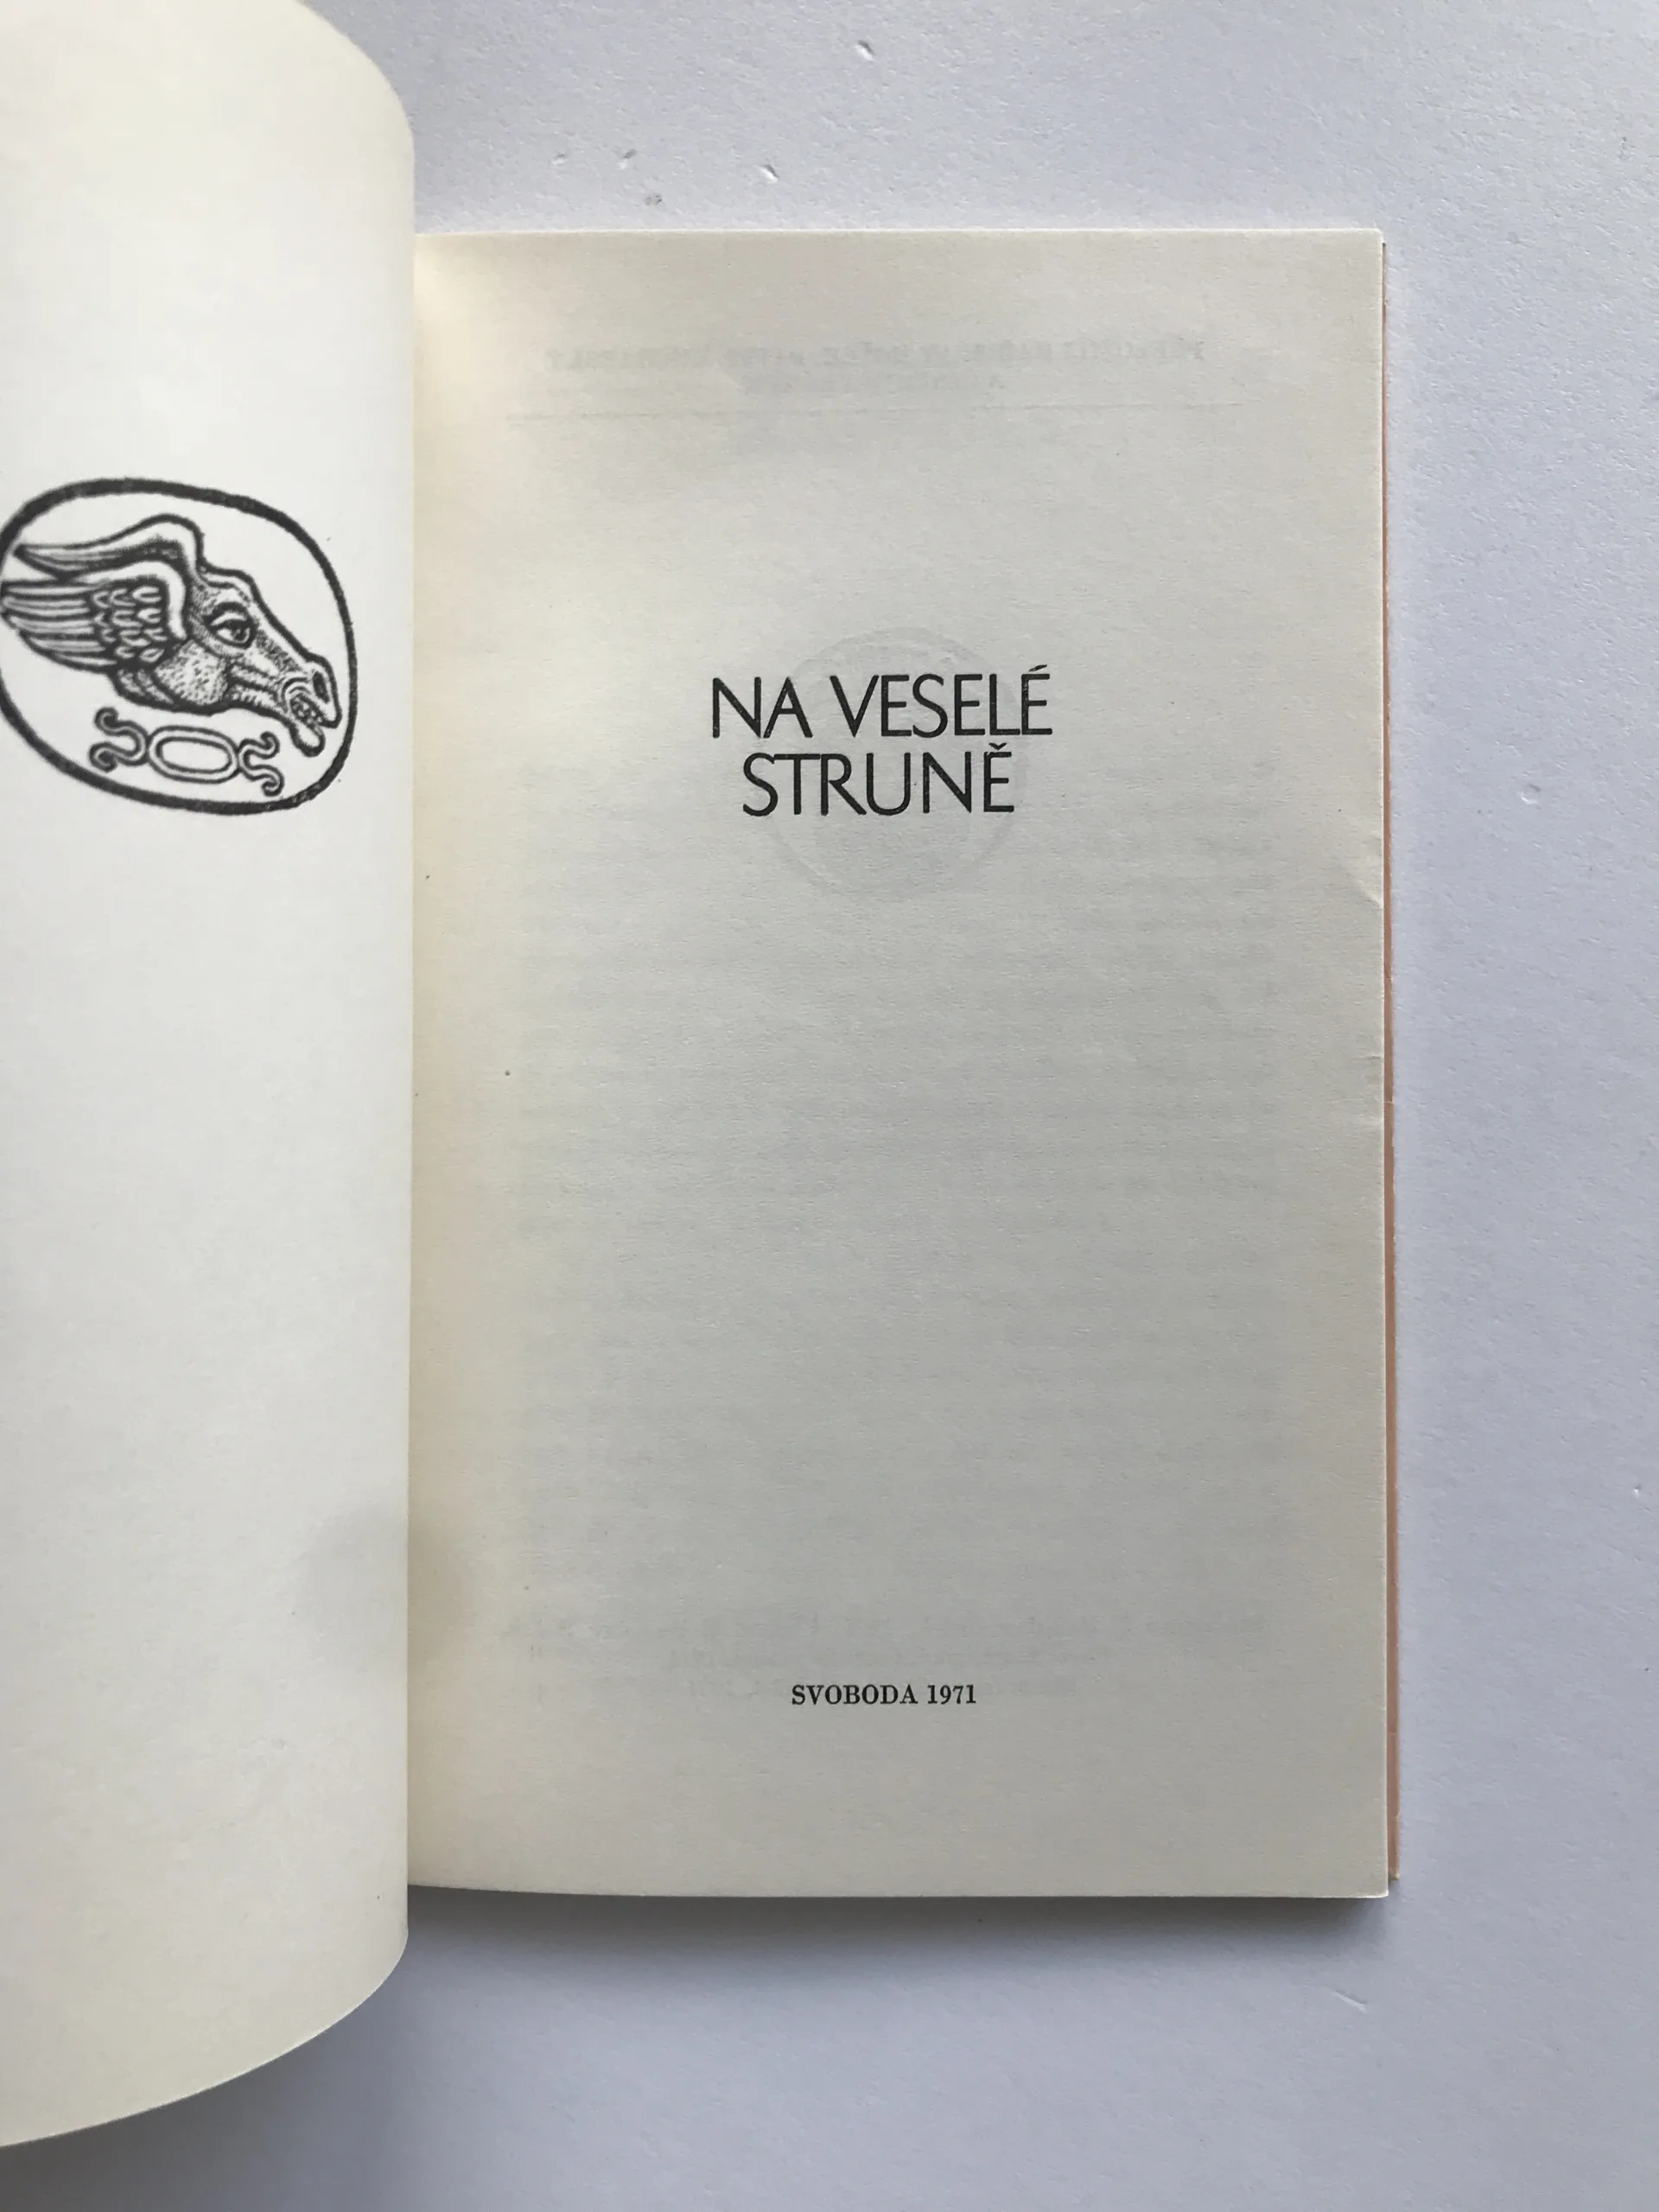 NA VESELÉ
STRUNĚ
SVOBODA 1971